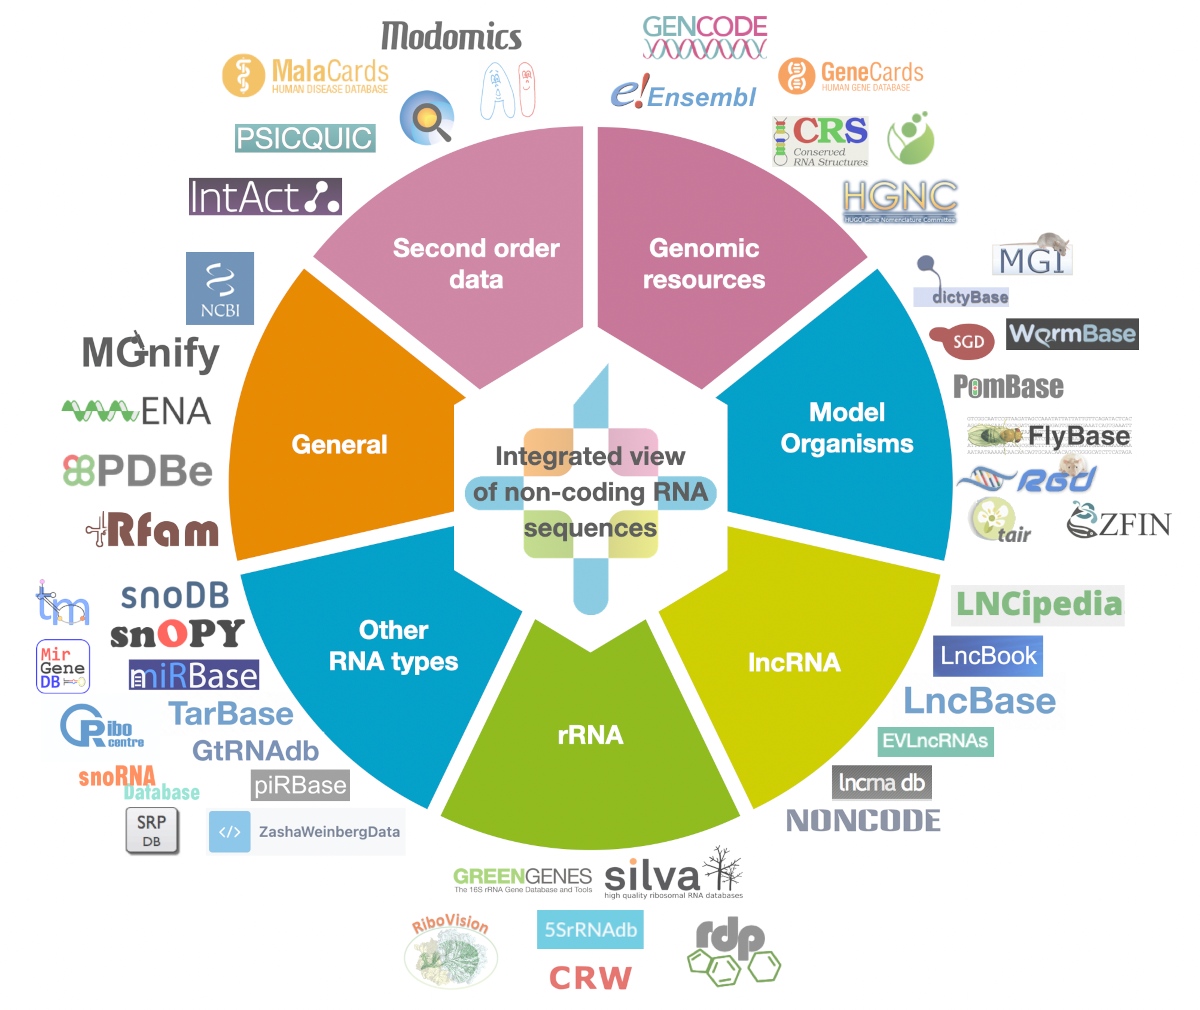 Modomics
GENCODE
MalaCards
HUMAN DISEASE DATABASE
GeneCards
HUMAN GENE DATABASE
e!Ensembl
PSICQUIC
CRS
Conserved
RNA Structures
IntAct
HGNC
HUGO Gene Nomenclature Committee
Second order
data
Genomic
resources
MGI
NCBI
dictyBase
SGD
WormBase
MGnify
PomBase
ENA
FlyBase
General
Model
Organisms
PDBe
RGD
Integrated view
of non-coding RNA
sequences
Rfam
tair
ZFIN
tm
snoDB
snOPY
LNCipedia
Mir
Gene
DB
miRBase
Other
RNA types
lncRNA
LncBook
TarBase
LncBase
Ribo
centre
GtRNAdb
rRNA
EVLncRNAs
snoRNA
Database
piRBase
lncrna db
SRP
DB
</>
ZashaWeinbergData
NONCODE
GREENGENES
The 16S rRNA Gene Database and Tools
silva
high quality ribosomal RNA databases
RiboVision
5SrRNAdb
rdp
CRW